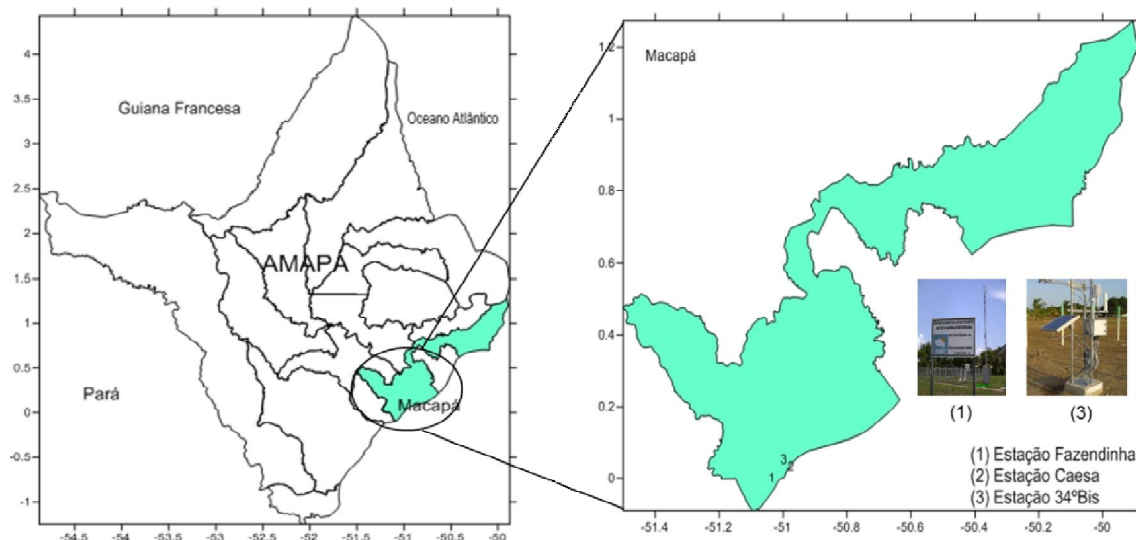 4
3.5
3
2.5
2
1.5
1
0.5
0
-0.5
-1
Guiana Francesa
Oceano Atlântico
AMAPÁ
Pará
Macapá
-54.5 -54 -53.5 -53 -52.5 -52 -51.5 -51 -50.5 -50
Macapá
1.2
1
0.8
0.6
0.4
0.2
0
3
2
1
(1) (3)
(1) Estação Fazendinha
(2) Estação Caesa
(3) Estação 34ºBis
-51.4 -51.2 -51 -50.8 -50.6 -50.4 -50.2 -50